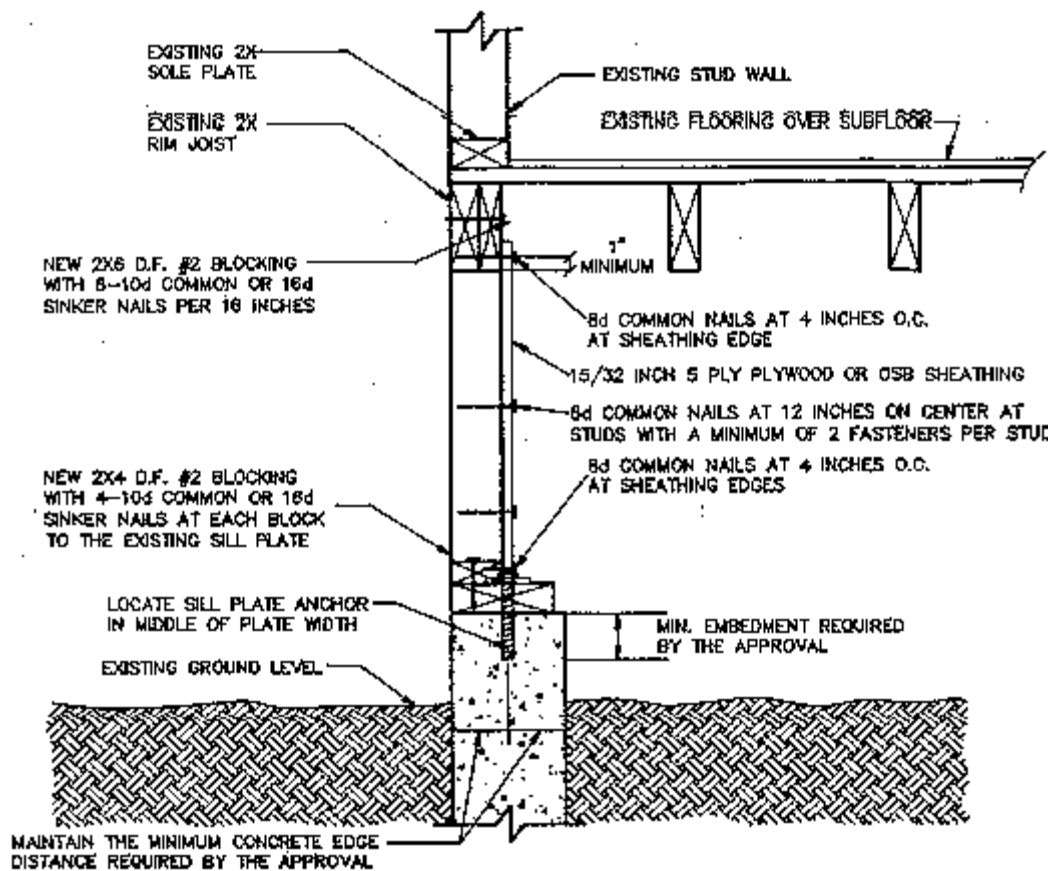 EXISTING 2X
SOLE PLATE
EXISTING STUD WALL
EXISTING 2X
RIM JOIST
EXISTING FLOORING OVER SUBFLOOR
NEW 2X6 D.F. #2 BLOCKING
WITH 6-10d COMMON OR 16d
SINKER NAILS PER 16 INCHES
1"
MINIMUM
8d COMMON NAILS AT 4 INCHES O.C.
AT SHEATHING EDGE
15/32 INCH 5 PLY PLYWOOD OR OSB SHEATHING
8d COMMON NAILS AT 12 INCHES ON CENTER AT
STUDS WITH A MINIMUM OF 2 FASTENERS PER STUD
NEW 2X4 D.F. #2 BLOCKING
WITH 4-10d COMMON OR 16d
SINKER NAILS AT EACH BLOCK
TO THE EXISTING SILL PLATE
8d COMMON NAILS AT 4 INCHES O.C.
AT SHEATHING EDGES
LOCATE SILL PLATE ANCHOR
IN MIDDLE OF PLATE WIDTH
MIN. EMBEDMENT REQUIRED
BY THE APPROVAL
EXISTING GROUND LEVEL
MAINTAIN THE MINIMUM CONCRETE EDGE
DISTANCE REQUIRED BY THE APPROVAL